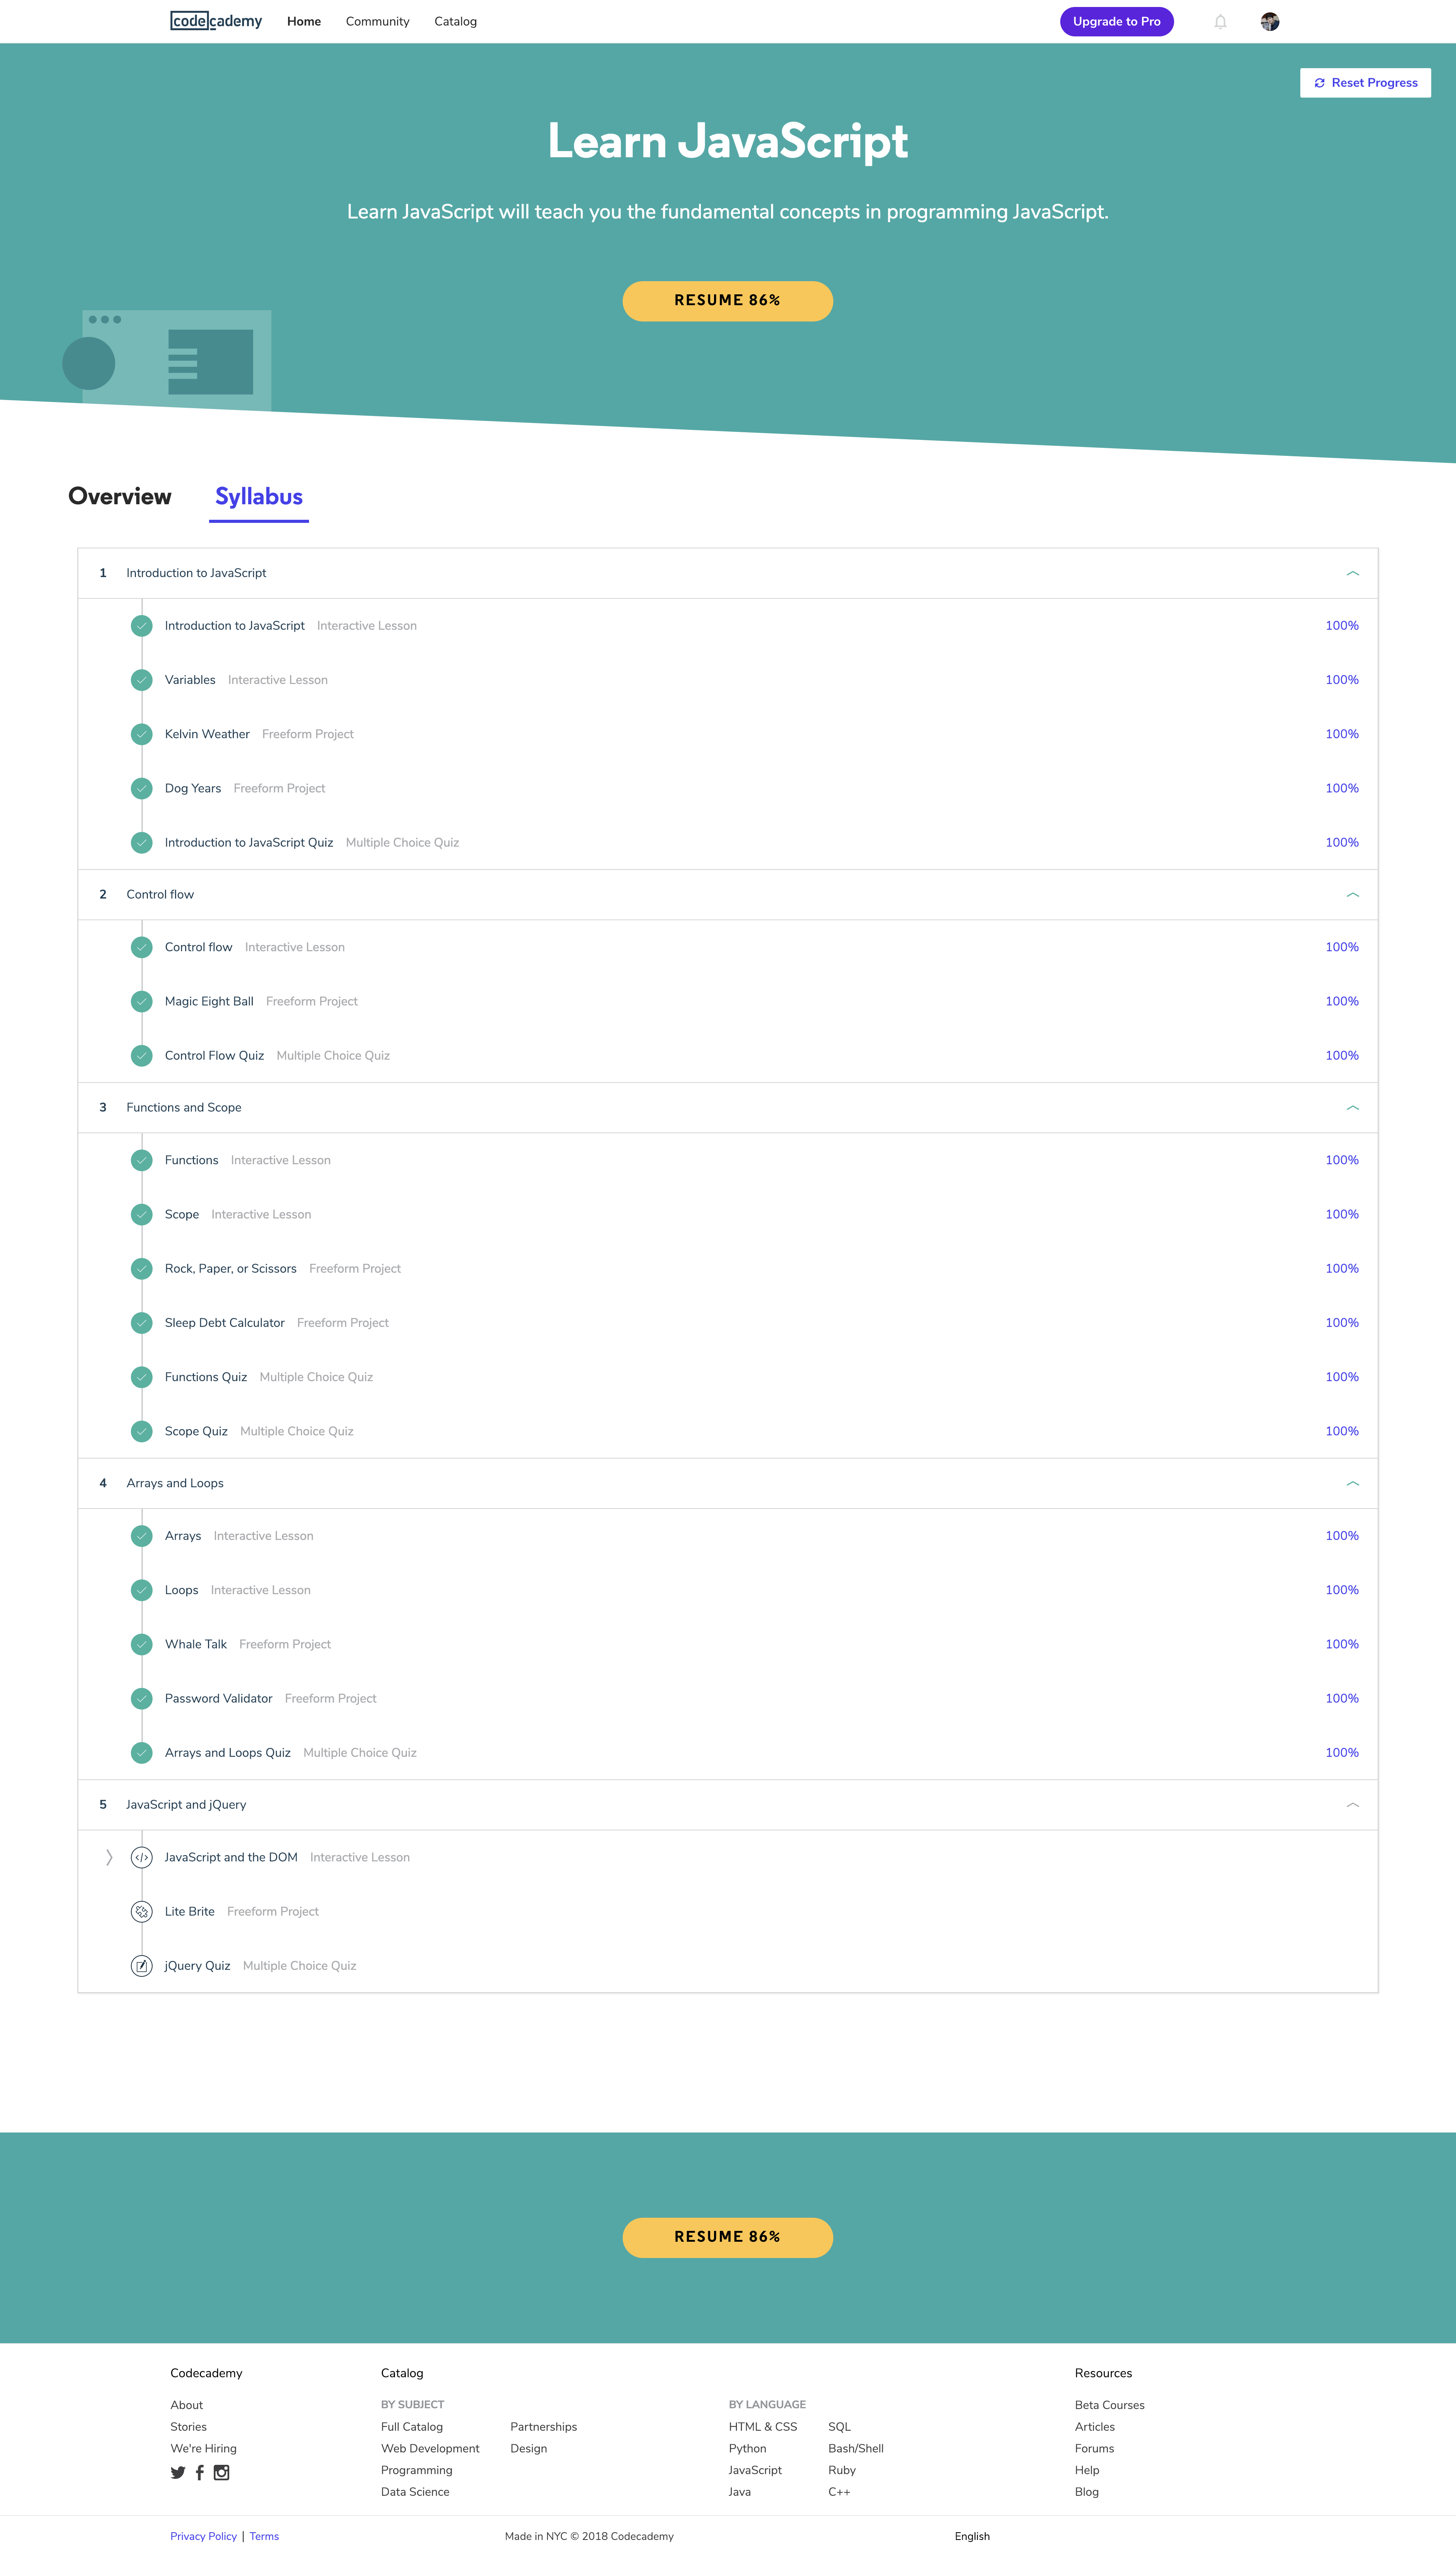 codecademy Home Community Catalog Upgrade to Pro
Reset Progress
Learn JavaScript
Learn JavaScript will teach you the fundamental concepts in programming JavaScript.
RESUME 86%
Overview Syllabus
1 Introduction to JavaScript
Introduction to JavaScript Interactive Lesson 100%
Variables Interactive Lesson 100%
Kelvin Weather Freeform Project 100%
Dog Years Freeform Project 100%
Introduction to JavaScript Quiz Multiple Choice Quiz 100%
2 Control flow
Control flow Interactive Lesson 100%
Magic Eight Ball Freeform Project 100%
Control Flow Quiz Multiple Choice Quiz 100%
3 Functions and Scope
Functions Interactive Lesson 100%
Scope Interactive Lesson 100%
Rock, Paper, or Scissors Freeform Project 100%
Sleep Debt Calculator Freeform Project 100%
Functions Quiz Multiple Choice Quiz 100%
Scope Quiz Multiple Choice Quiz 100%
4 Arrays and Loops
Arrays Interactive Lesson 100%
Loops Interactive Lesson 100%
Whale Talk Freeform Project 100%
Password Validator Freeform Project 100%
Arrays and Loops Quiz Multiple Choice Quiz 100%
5 JavaScript and jQuery
JavaScript and the DOM Interactive Lesson
Lite Brite Freeform Project
jQuery Quiz Multiple Choice Quiz
RESUME 86%
Codecademy Catalog Resources
About BY SUBJECT BY LANGUAGE Beta Courses
Stories Full Catalog Partnerships HTML & CSS SQL Articles
We're Hiring Web Development Design Python Bash/Shell Forums
Programming JavaScript Ruby Help
Data Science Java C++ Blog
Privacy Policy | Terms Made in NYC © 2018 Codecademy English